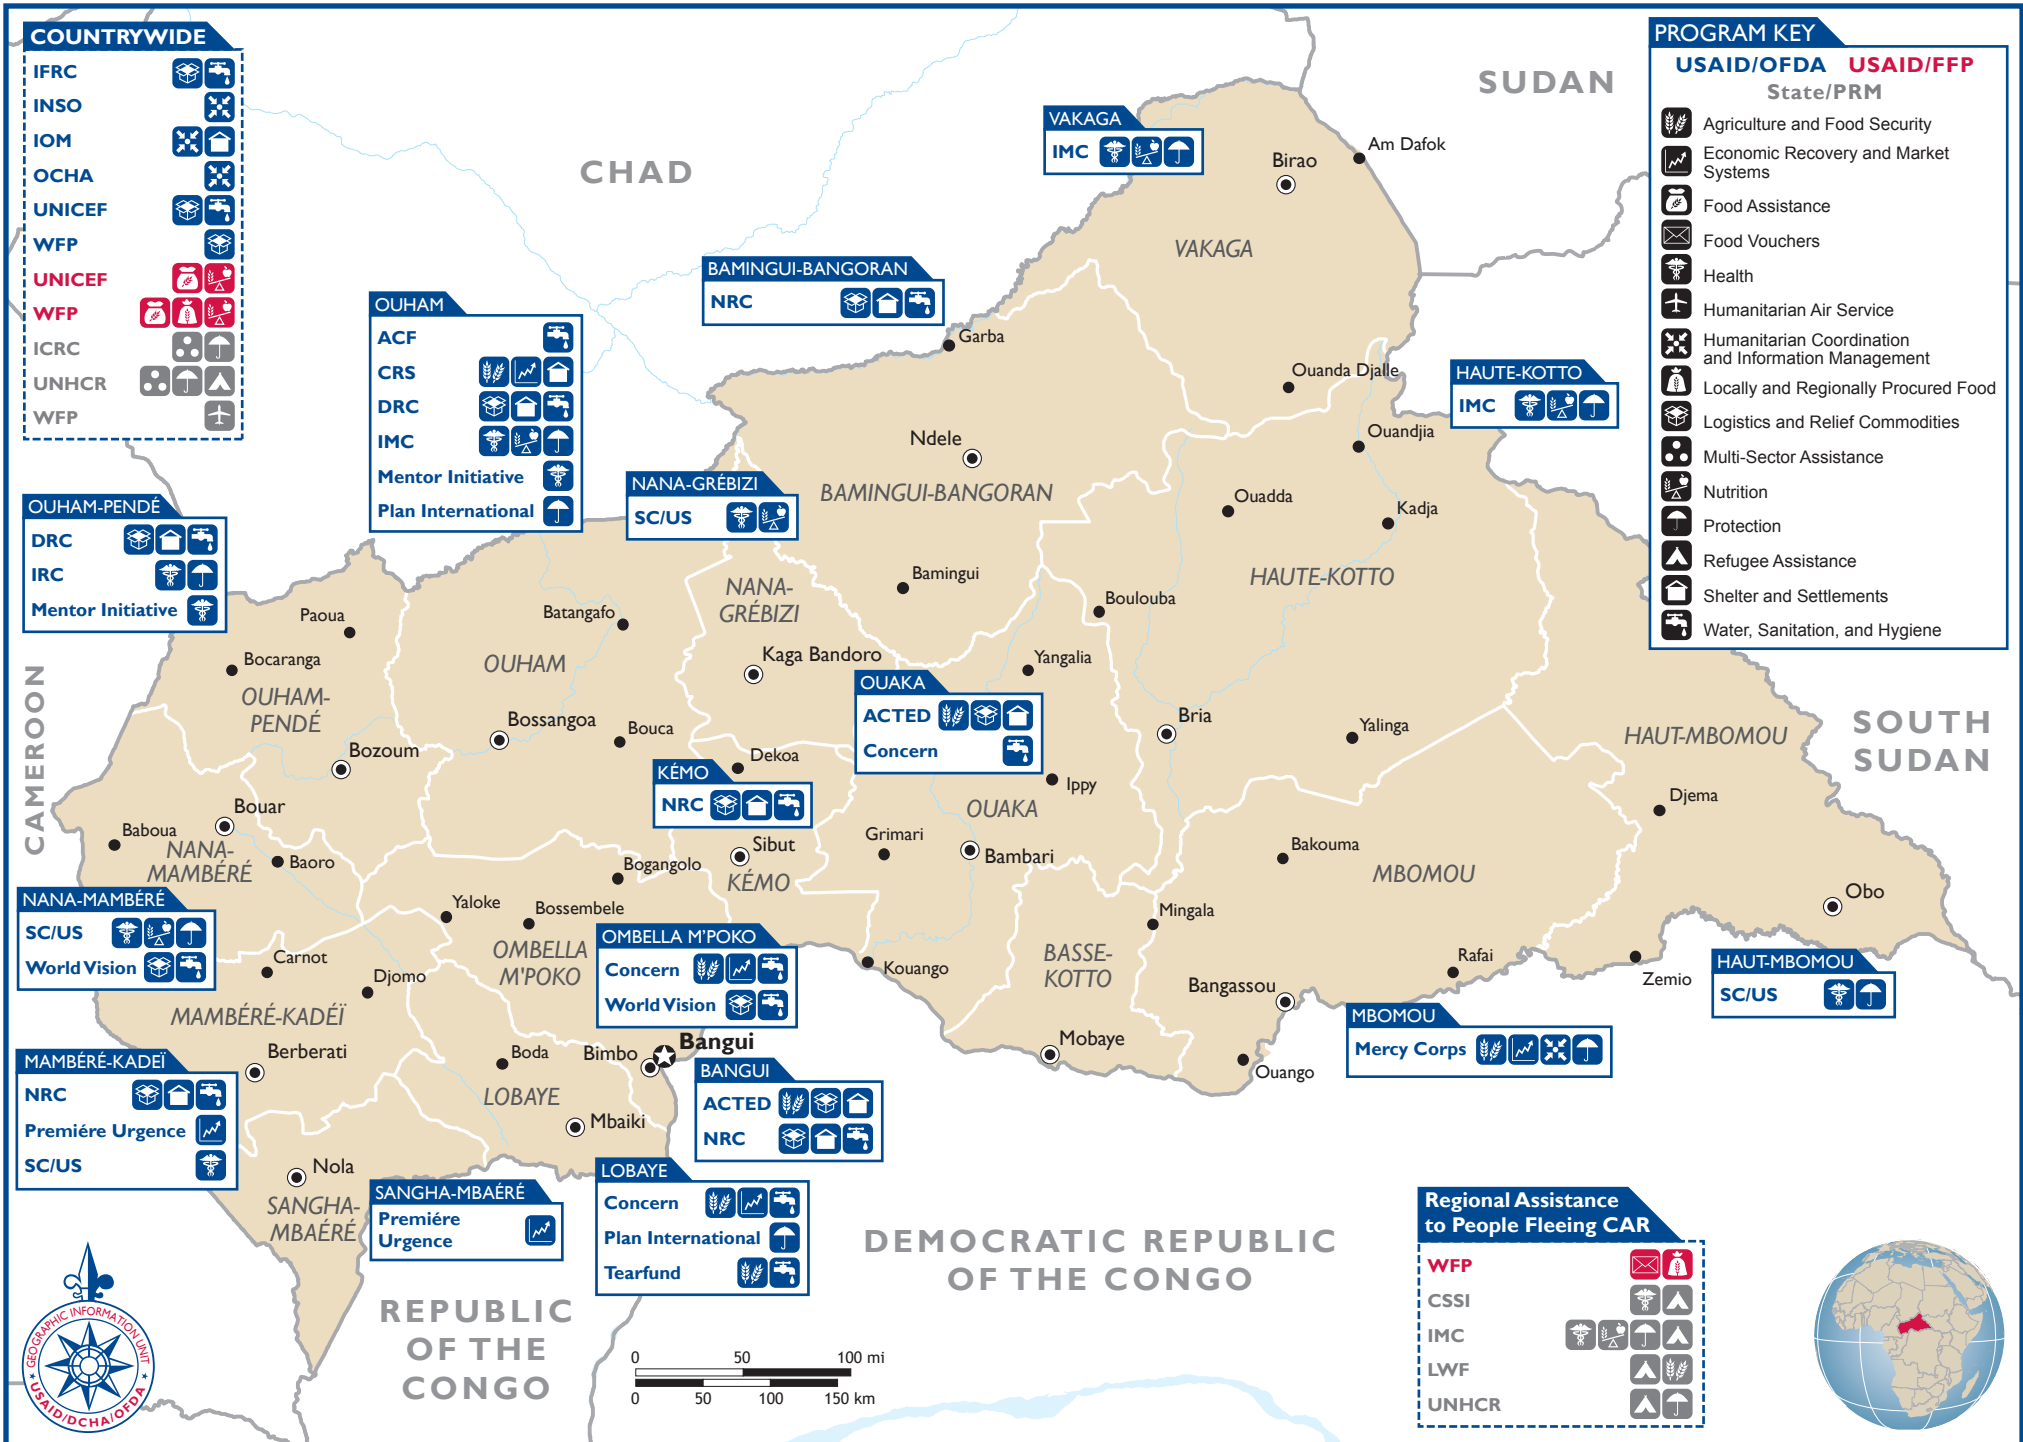 COUNTRYWIDE
IFRC
INSO
IOM
OCHA
UNICEF
WFP
UNICEF
WFP
ICRC
UNHCR
WFP
PROGRAM KEY
USAID/OFDA USAID/FFP
State/PRM
Agriculture and Food Security
Economic Recovery and Market
Systems
Food Assistance
Food Vouchers
Health
Humanitarian Air Service
Humanitarian Coordination
and Information Management
Locally and Regionally Procured Food
Logistics and Relief Commodities
Multi-Sector Assistance
Nutrition
Protection
Refugee Assistance
Shelter and Settlements
Water, Sanitation, and Hygiene
SUDAN
CHAD
VAKAGA
IMC
Am Dafok
Birao
VAKAGA
BAMINGUI-BANGORAN
NRC
Garba
OUHAM
ACF
CRS
DRC
IMC
Mentor Initiative
Plan International
Ouanda Djalle
HAUTE-KOTTO
IMC
Ouandjia
Ndele
BAMINGUI-BANGORAN
NANA-GRÉBIZI
SC/US
Ouadda
Kadja
OUHAM-PENDÉ
DRC
IRC
Mentor Initiative
Bamingui
HAUTE-KOTTO
NANA-
GRÉBIZI
Boulouba
Paoua
Batangafo
Bocaranga
OUHAM
Kaga Bandoro
Yangalia
OUHAM-
PENDÉ
OUAKA
ACTED
Concern
CAMEROON
Bossangoa
Bouca
Bria
Yalinga
HAUT-MBOMOU
SOUTH
SUDAN
Bozoum
Dekoa
KÉMO
NRC
Ippy
OUAKA
Djema
Bouar
Baboua
NANA-
MAMBÉRÉ
Baoro
Grimari
Sibut
Bambari
Bakouma
MBOMOU
Bogangolo
KÉMO
Obo
NANA-MAMBÉRÉ
SC/US
World Vision
Yaloke
Bossembele
Mingala
OMBELLA
M'POKO
OMBELLA M'POKO
Concern
World Vision
BASSE-
KOTTO
Carnot
Djomo
Kouango
Rafai
Zemio
HAUT-MBOMOU
SC/US
Bangassou
MAMBÉRÉ-KADÉÏ
MBOMOU
Mercy Corps
Berberati
Boda
Bimbo
Bangui
Mobaye
Ouango
MAMBÉRÉ-KADEÏ
NRC
Premiére Urgence
SC/US
BANGUI
ACTED
NRC
LOBAYE
Mbaiki
Nola
SANGHA-
MBAÉRÉ
SANGHA-MBAÉRÉ
Premiére
Urgence
LOBAYE
Concern
Plan International
Tearfund
DEMOCRATIC REPUBLIC
OF THE CONGO
REPUBLIC
OF THE
CONGO
Regional Assistance
to People Fleeing CAR
WFP
CSSI
IMC
LWF
UNHCR
0 50 100 mi
0 50 100 150 km
GEOGRAPHIC INFORMATION UNIT
USAID/DCHA/OFDA